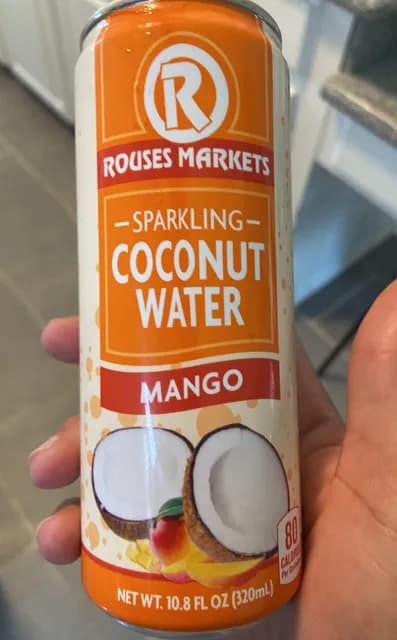 R
ROUSES MARKETS
-SPARKLING-
COCONUT
WATER
MANGO
80
CALORIES
NET WT. 10.8 FL OZ (320mL)